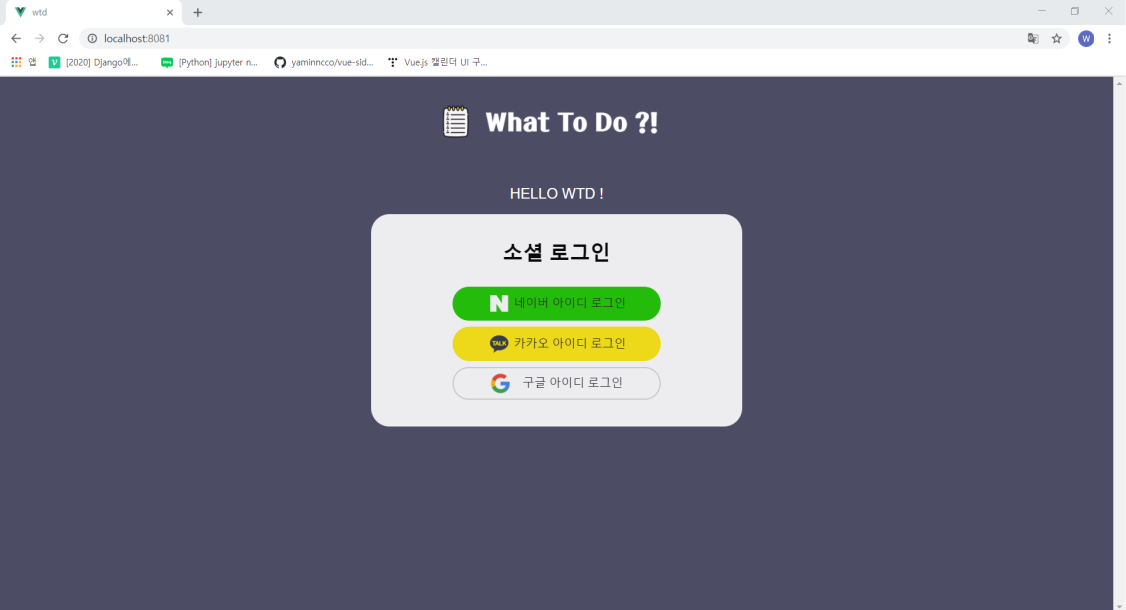 wtd
localhost:8081
앱
[2020] Django에...
[Python] jupyter n...
yaminncco/vue-sid...
Vue.js 캘린더 UI 구...
W
What To Do ?!
HELLO WTD !
소셜 로그인
N 네이버 아이디 로그인
TALK 카카오 아이디 로그인
G 구글 아이디 로그인